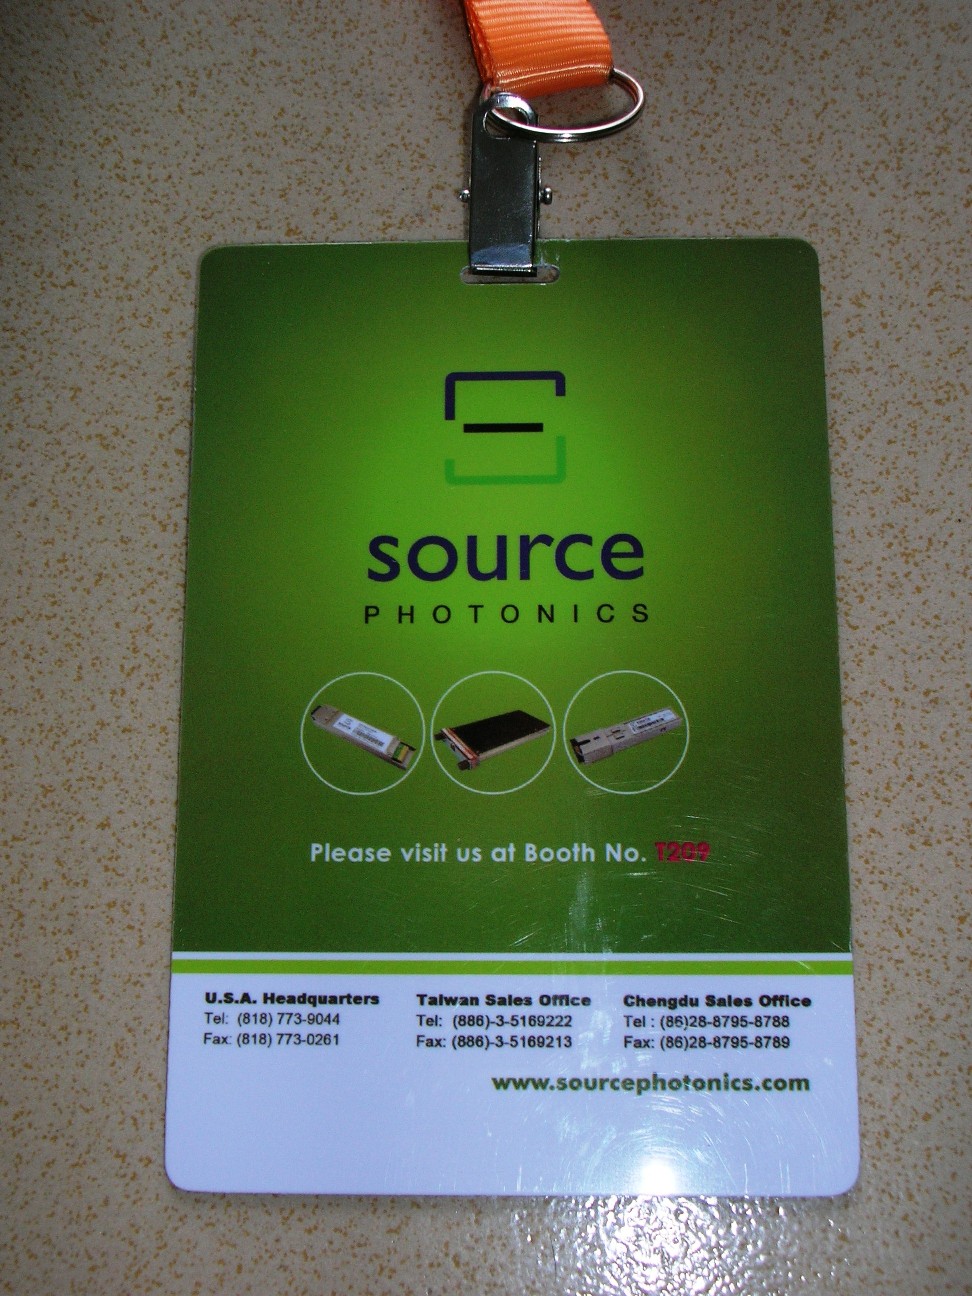 source
PHOTONICS
Please visit us at Booth No. T209
U.S.A. Headquarters
Tel: (818) 773-9044
Fax: (818) 773-0261
Taiwan Sales Office
Tel: (886)-3-5169222
Fax: (886)-3-5169213
Chengdu Sales Office
Tel : (86)28-8795-8788
Fax: (86)28-8795-8789
www.sourcephotonics.com